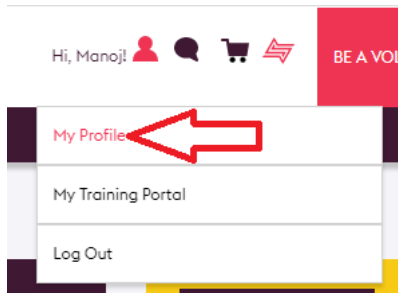 Hi, Manoj!
BE A VOL
My Profile
My Training Portal
Log Out